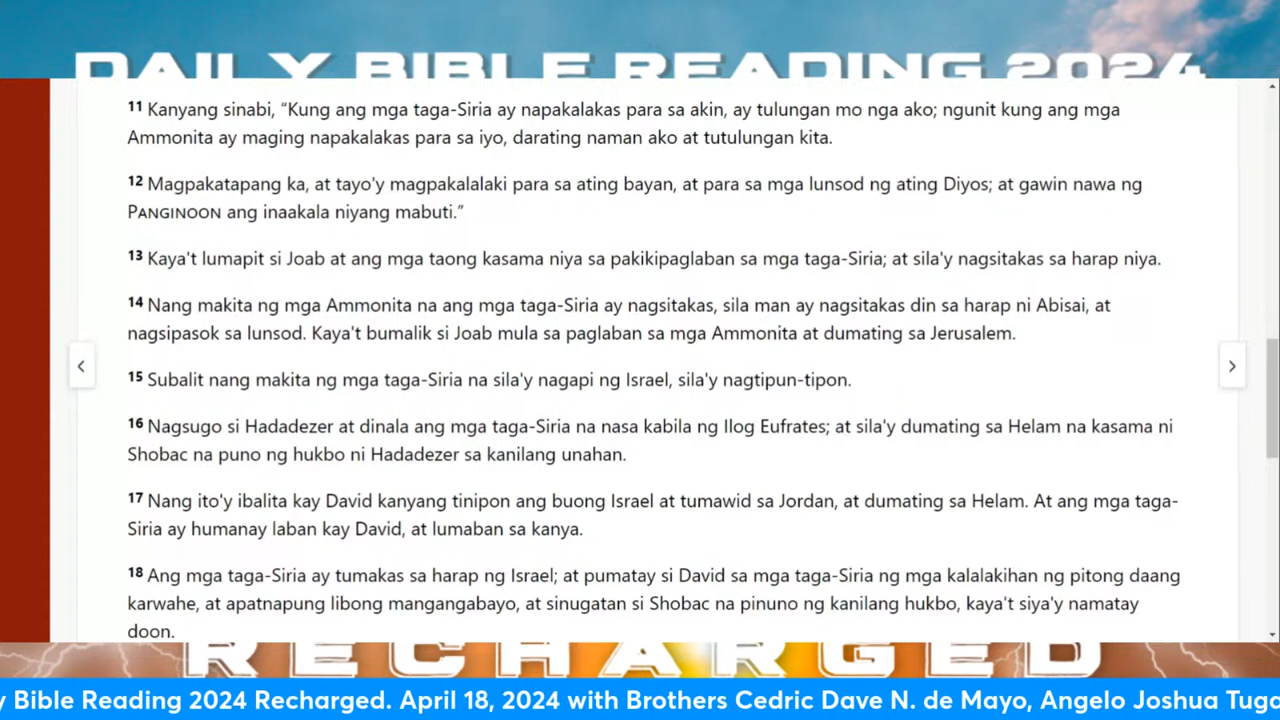 DAILY BIBLE READING 2024
11 Kanyang sinabi, “Kung ang mga taga-Siria ay napakalakas para sa akin, ay tulungan mo nga ako; ngunit kung ang mga
Ammonita ay maging napakalakas para sa iyo, darating naman ako at tutulungan kita.
12 Magpakatapang ka, at tayo'y magpakalalaki para sa ating bayan, at para sa mga lunsod ng ating Diyos; at gawin nawa ng
PANGINOON ang inaakala niyang mabuti.”
13 Kaya't lumapit si Joab at ang mga taong kasama niya sa pakikipaglaban sa mga taga-Siria; at sila'y nagsitakas sa harap niya.
14 Nang makita ng mga Ammonita na ang mga taga-Siria ay nagsitakas, sila man ay nagsitakas din sa harap ni Abisai, at
nagsipasok sa lunsod. Kaya't bumalik si Joab mula sa paglaban sa mga Ammonita at dumating sa Jerusalem.
15 Subalit nang makita ng mga taga-Siria na sila'y nagapi ng Israel, sila'y nagtipun-tipon.
16 Nagsugo si Hadadezer at dinala ang mga taga-Siria na nasa kabila ng Ilog Eufrates; at sila'y dumating sa Helam na kasama ni
Shobac na puno ng hukbo ni Hadadezer sa kanilang unahan.
17 Nang ito'y ibalita kay David kanyang tinipon ang buong Israel at tumawid sa Jordan, at dumating sa Helam. At ang mga taga-
Siria ay humanay laban kay David, at lumaban sa kanya.
18 Ang mga taga-Siria ay tumakas sa harap ng Israel; at pumatay si David sa mga taga-Siria ng mga kalalakihan ng pitong daang
karwahe, at apatnapung libong mangangabayo, at sinugatan si Shobac na pinuno ng kanilang hukbo, kaya't siya'y namatay
doon.
RECHARGED
y Bible Reading 2024 Recharged. April 18, 2024 with Brothers Cedric Dave N. de Mayo, Angelo Joshua Tuga